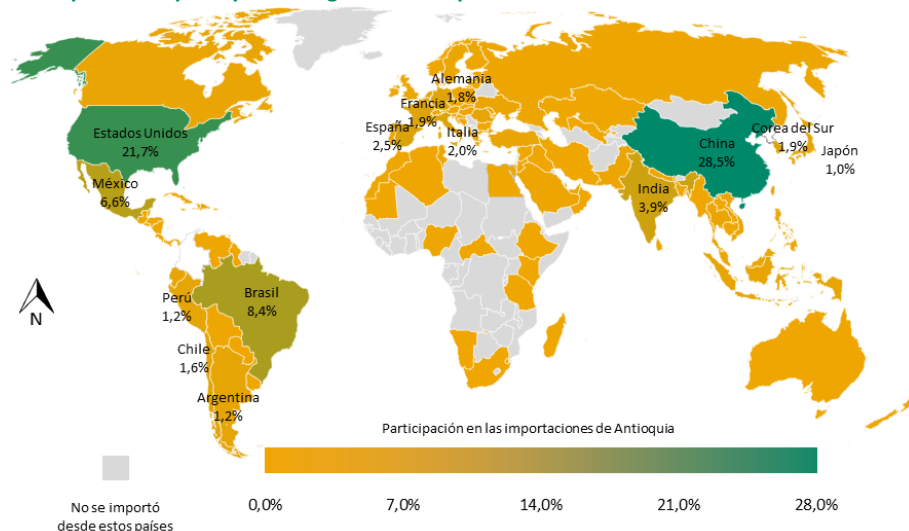 Alemania
1,8%
Francia
1,9%
España
2,5%
Italia
2,0%
Estados Unidos
21,7%
China
28,5%
Corea del Sur
1,9%
Japón
1,0%
México
6,6%
India
3,9%
Brasil
8,4%
Perú
1,2%
Chile
1,6%
Argentina
1,2%
N
Participación en las importaciones de Antioquia
No se importó
desde estos países
0,0%
7,0%
14,0%
21,0%
28,0%